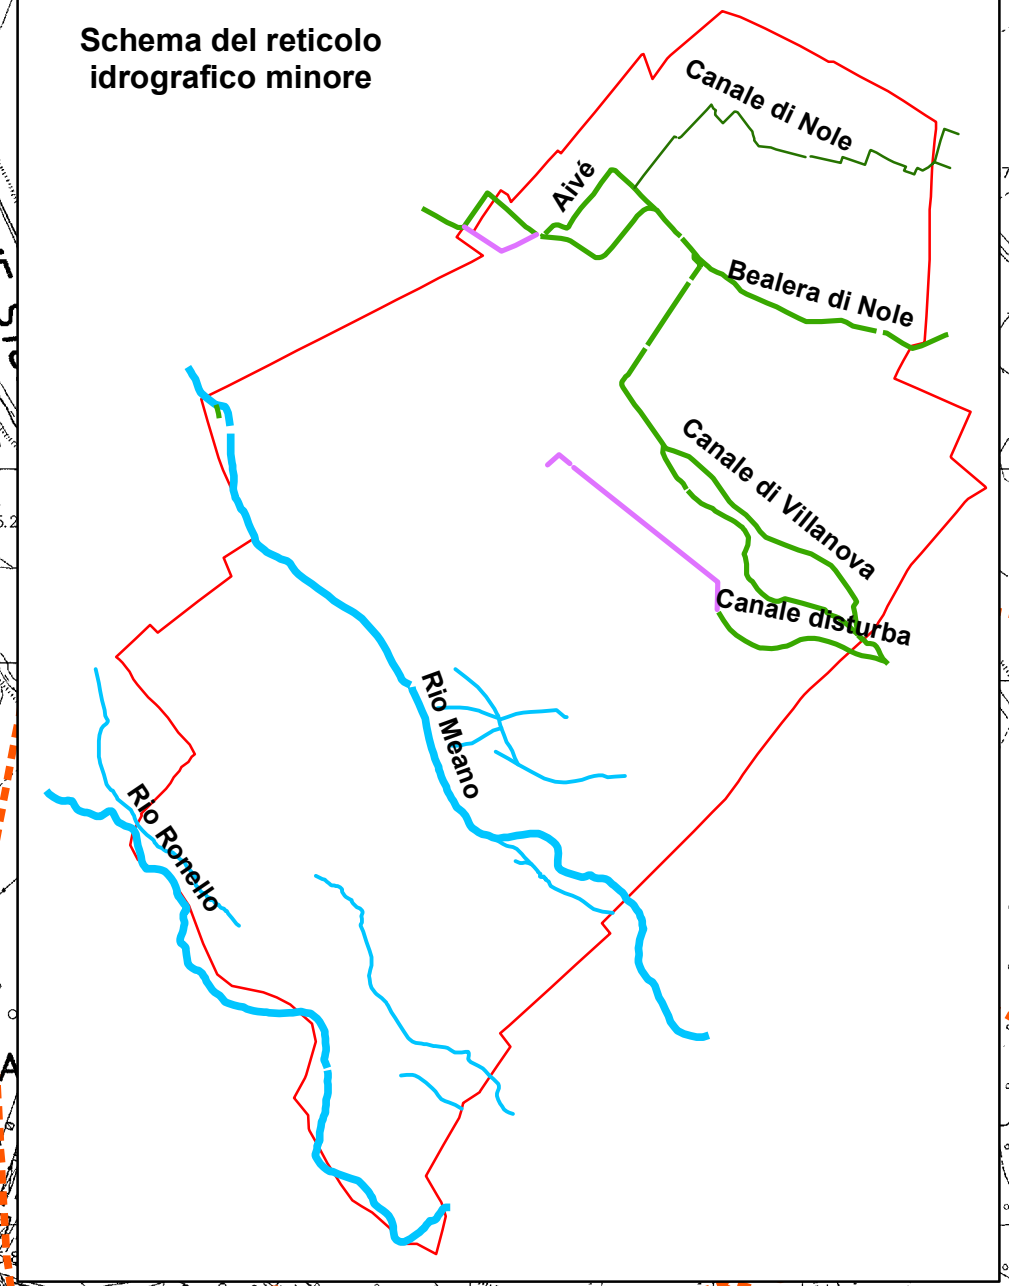 Schema del reticolo
idrografico minore
Canale di Nole
Aivé
Bealera di Nole
Canale di Villanova
Canale disturba
Rio Meano
Rio Ronello